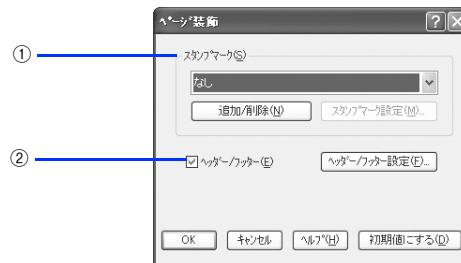 ページ装飾
①
スタンプマーク(S)
なし
追加/削除(N) スタンプマーク設定(M)...
②
ヘッダー/フッター(E) ヘッダー/フッター設定(F)...
OK キャンセル ヘルプ(H) 初期値にする(D)